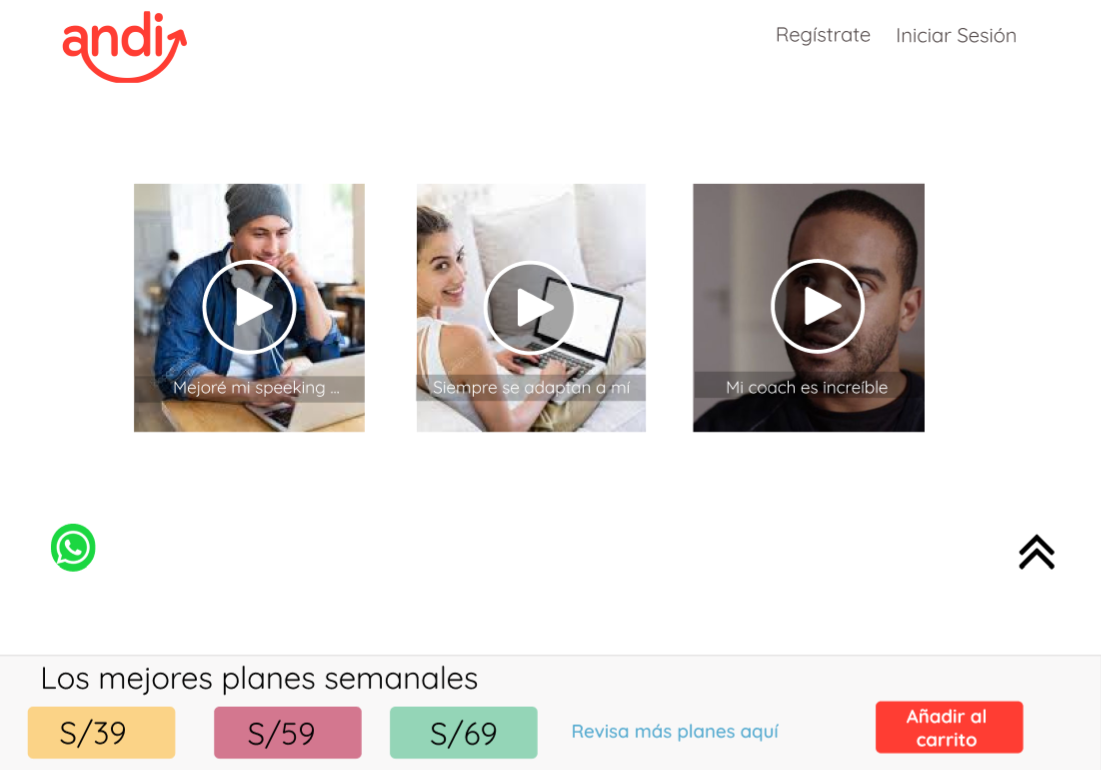 andi
Regístrate Iniciar Sesión
Mejoré mi speeking ...
Siempre se adaptan a mí
Mi coach es increíble
Los mejores planes semanales
S/39 S/59 S/69
Revisa más planes aquí
Añadir al
carrito